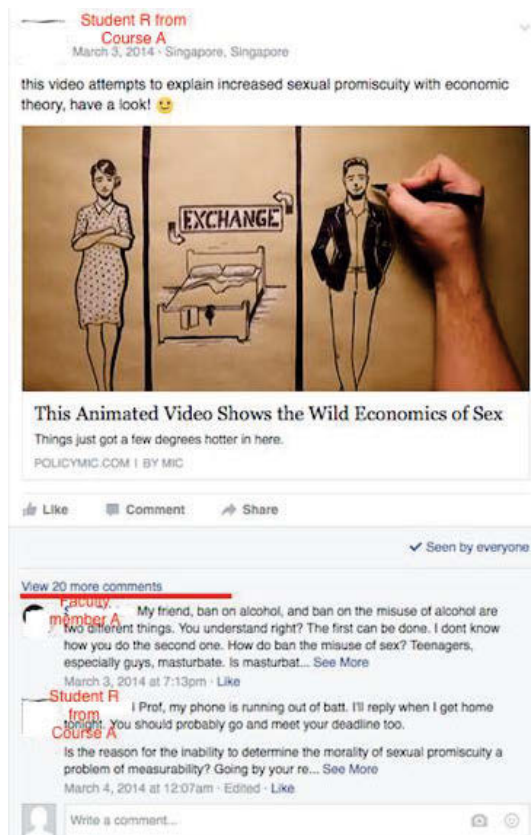 Student R from
Course A
March 3, 2014 · Singapore, Singapore
this video attempts to explain increased sexual promiscuity with economic
theory, have a look!
EXCHANGE
This Animated Video Shows the Wild Economics of Sex
Things just got a few degrees hotter in here.
POLICYMIC.COM | BY MIC
Like Comment Share
Seen by everyone
View 20 more comments
Faculty
member A
My friend, ban on alcohol, and ban on the misuse of alcohol are
two different things. You understand right? The first can be done. I dont know
how you do the second one. How do ban the misuse of sex? Teenagers,
especially guys, masturbate. Is masturbat... See More
March 3, 2014 at 7:13pm · Like
Student R
from
Course A
Prof, my phone is running out of batt. I'll reply when I get home
tonight. You should probably go and meet your deadline too.
Is the reason for the inability to determine the morality of sexual promiscuity a
problem of measurability? Going by your re... See More
March 4, 2014 at 12:07am · Edited · Like
Write a comment...